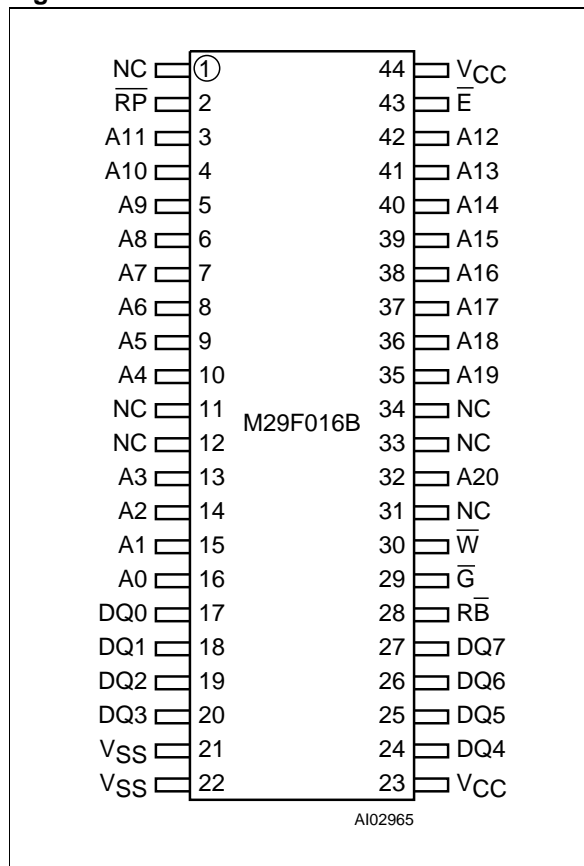 NC 1 44 VCC
R̅P̅ 2 43 E̅
A11 3 42 A12
A10 4 41 A13
A9 5 40 A14
A8 6 39 A15
A7 7 38 A16
A6 8 37 A17
A5 9 36 A18
A4 10 35 A19
NC 11 34 NC
M29F016B
NC 12 33 NC
A3 13 32 A20
A2 14 31 NC
A1 15 30 W̅
A0 16 29 G̅
DQ0 17 28 RB̅
DQ1 18 27 DQ7
DQ2 19 26 DQ6
DQ3 20 25 DQ5
VSS 21 24 DQ4
VSS 22 23 VCC
AI02965